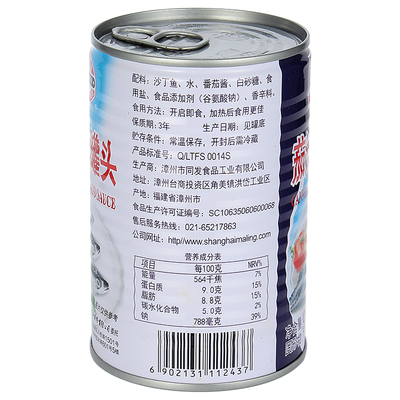 配料：沙丁鱼、水、番茄酱、白砂糖、食
用盐、食品添加剂（谷氨酸钠）、香辛料。
食用方法：开启即食，加热后食用更佳
保质期：3年 生产日期：见罐底
贮存条件：常温保存，开封后需冷藏
产品标准号：Q/LTFS 0014S
生产商：漳州市同发食品工业有限公司
地址：漳州台商投资区角美镇洪岱工业区
产地：福建省漳州市
食品生产许可证编号：SC10635060600068
售后服务热线：021-65217863
公司网址：http//www.shanghaimaling.com
营养成分表
项目 每100克 NRV%
能量 564千焦 7%
蛋白质 9.0克 15%
脂肪 8.8克 15%
碳水化合物 5.0克 2%
钠 788毫克 39%
6 902131 112437
罐头
SAUCE
茄